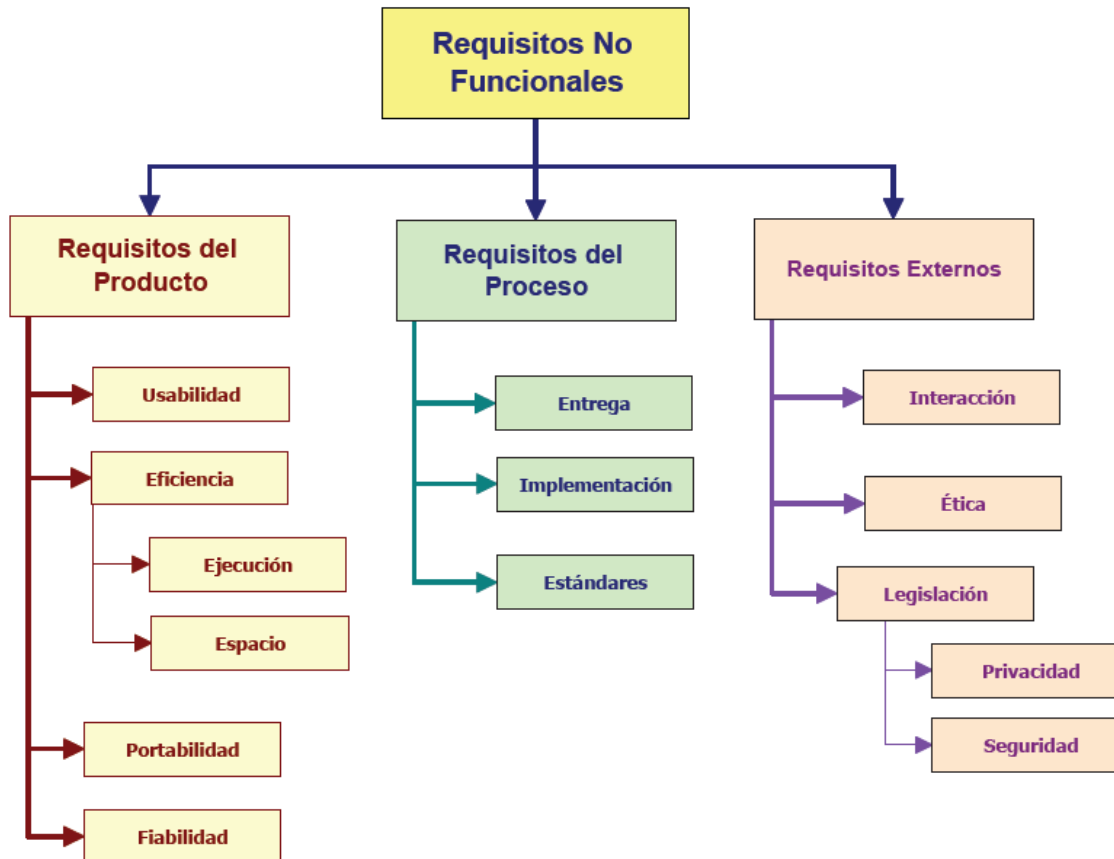 Requisitos No
Funcionales
Requisitos del
Producto
Usabilidad
Eficiencia
Ejecución
Espacio
Portabilidad
Fiabilidad
Requisitos del
Proceso
Entrega
Implementación
Estándares
Requisitos Externos
Interacción
Ética
Legislación
Privacidad
Seguridad